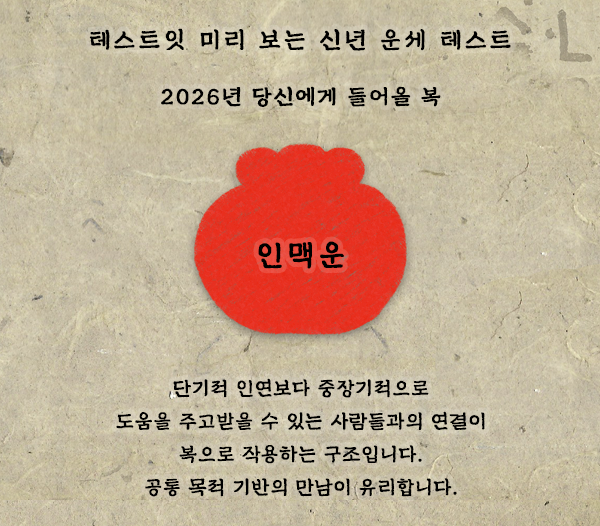 테스트잇 미리 보는 신년 운세 테스트
2026년 당신에게 들어올 복
인맥운
단기적 인연보다 중장기적으로
도움을 주고받을 수 있는 사람들과의 연결이
복으로 작용하는 구조입니다.
공통 목적 기반의 만남이 유리합니다.